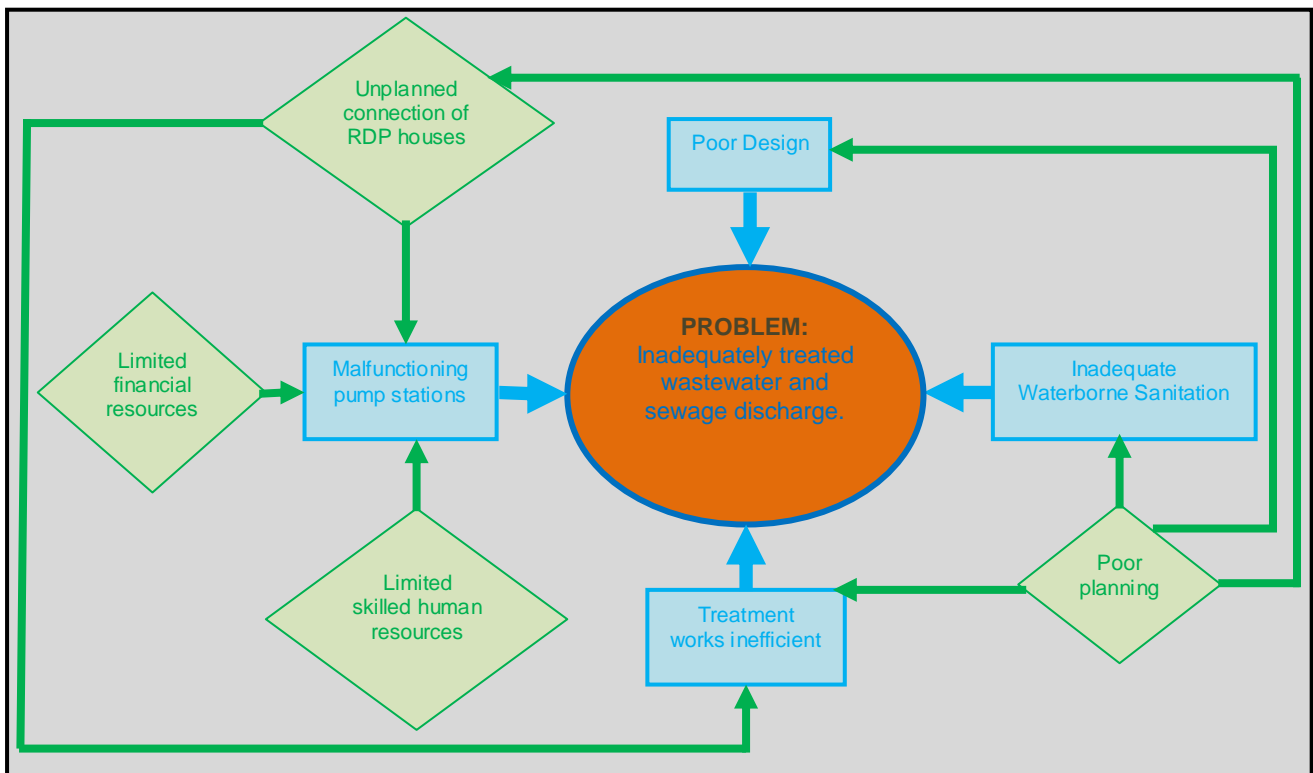 Unplanned
connection of
RDP houses
Poor Design
PROBLEM:
Inadequately treated
wastewater and
sewage discharge.
Limited
financial
resources
Malfunctioning
pump stations
Inadequate
Waterborne Sanitation
Limited
skilled human
resources
Treatment
works inefficient
Poor
planning